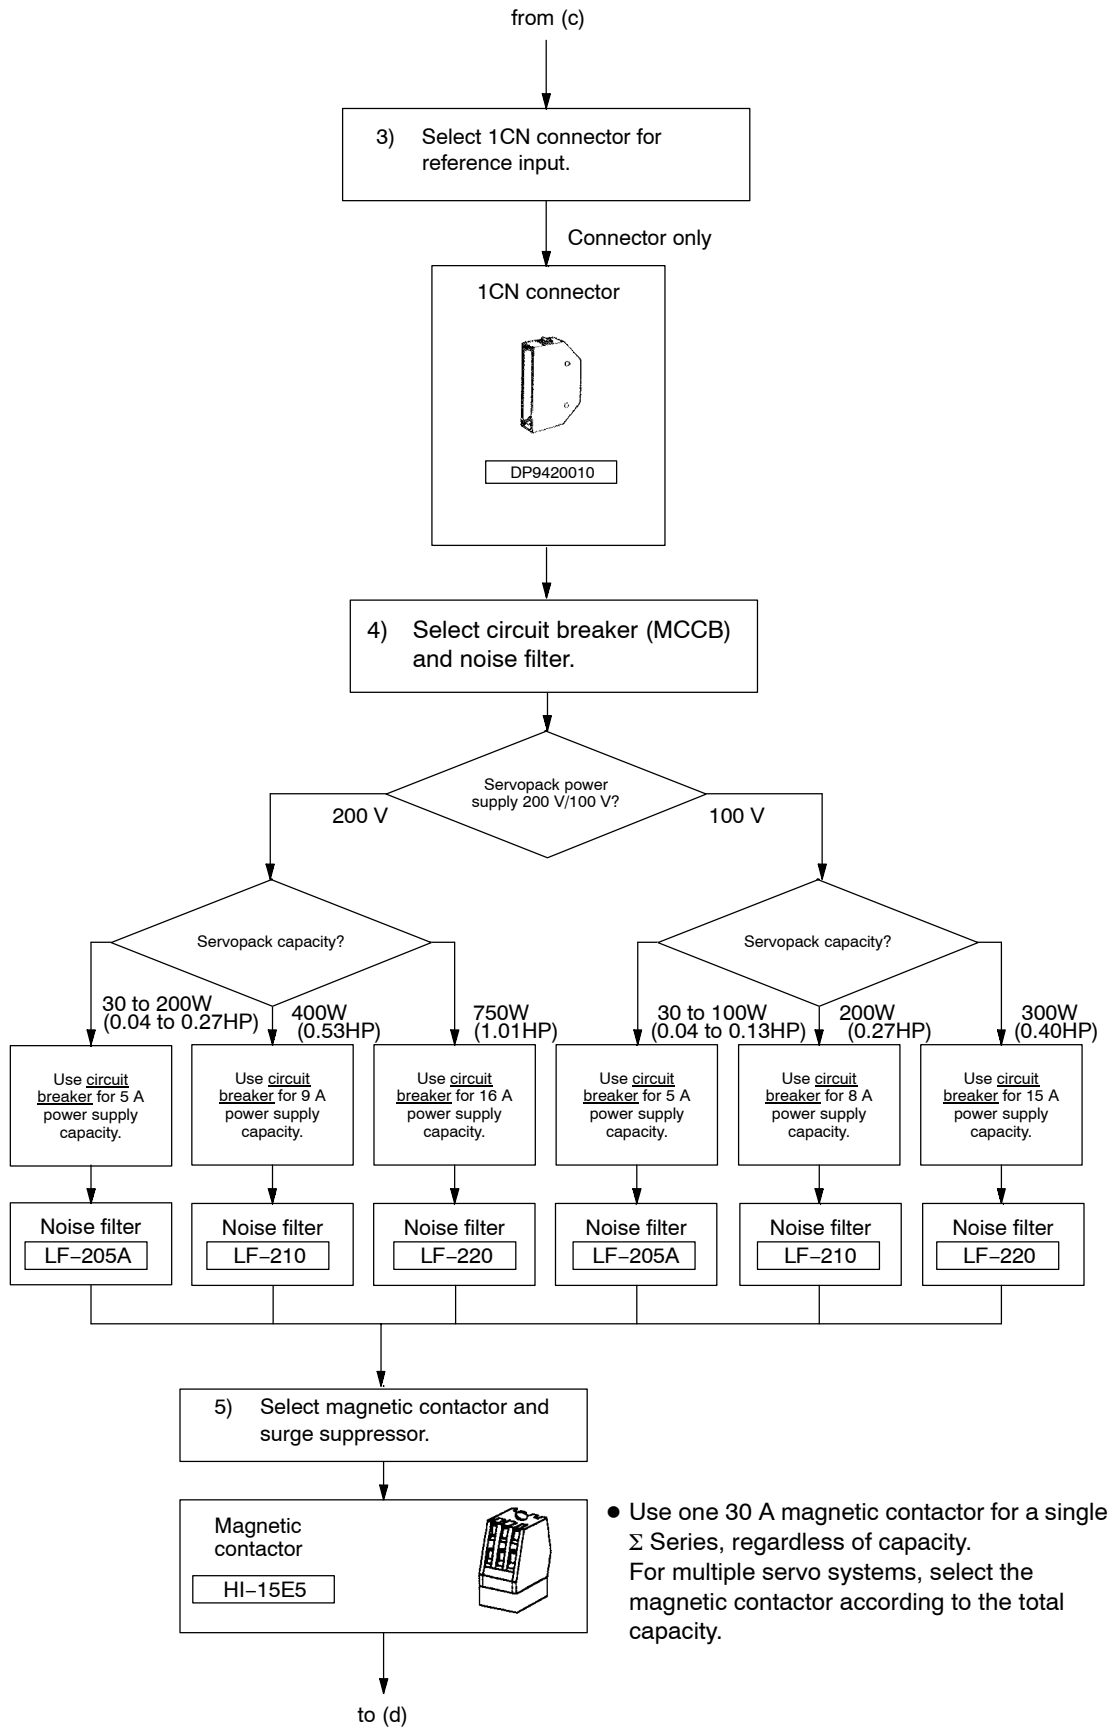 from (c)
3) Select 1CN connector for
reference input.
Connector only
1CN connector
DP9420010
4) Select circuit breaker (MCCB)
and noise filter.
Servopack power
supply 200 V/100 V?
200 V
100 V
Servopack capacity?
Servopack capacity?
30 to 200W
(0.04 to 0.27HP)
400W
(0.53HP)
750W
(1.01HP)
30 to 100W
(0.04 to 0.13HP)
200W
(0.27HP)
300W
(0.40HP)
Use circuit
breaker for 5 A
power supply
capacity.
Use circuit
breaker for 9 A
power supply
capacity.
Use circuit
breaker for 16 A
power supply
capacity.
Use circuit
breaker for 5 A
power supply
capacity.
Use circuit
breaker for 8 A
power supply
capacity.
Use circuit
breaker for 15 A
power supply
capacity.
Noise filter
LF−205A
Noise filter
LF−210
Noise filter
LF−220
Noise filter
LF−205A
Noise filter
LF−210
Noise filter
LF−220
5) Select magnetic contactor and
surge suppressor.
Magnetic
contactor
HI−15E5
● Use one 30 A magnetic contactor for a single
Σ Series, regardless of capacity.
For multiple servo systems, select the
magnetic contactor according to the total
capacity.
to (d)